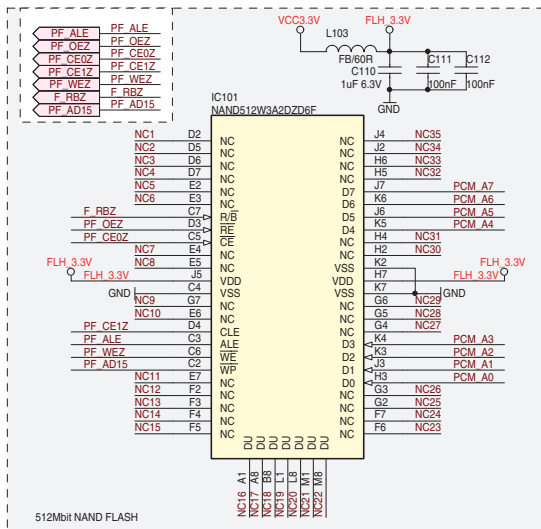 PF_ALE PF_ALE
PF_OEZ PF_OEZ
PF_CE0Z PF_CE0Z
PF_CE1Z PF_CE1Z
PF_WEZ PF_WEZ
F_RBZ F_RBZ
PF_AD15 PF_AD15
VCC3.3V FLH_3.3V
L103
FB/60R
C110
1uF 6.3V
C111
100nF
C112
100nF
GND
IC101
NAND512W3A2DZD6F
NC1 D2 NC NC J4 NC35
NC2 D5 NC NC J2 NC34
NC3 D6 NC NC H6 NC33
NC4 D7 NC NC H5 NC32
NC5 E2 NC D7 J7 PCM_A7
NC6 E3 NC D6 K6 PCM_A6
F_RBZ C7 R/B D5 J6 PCM_A5
PF_OEZ D3 RE D4 K5 PCM_A4
PF_CE0Z C5 CE NC H4 NC31
NC7 E4 NC NC H2 NC30
NC8 E5 NC VSS K2
FLH_3.3V FLH_3.3V J5 VDD VDD H7 FLH_3.3V FLH_3.3V
GND C4 VSS VSS K7 GND
NC9 G7 NC NC G6 NC29
NC10 E6 NC NC G5 NC28
PF_CE1Z D4 CLE NC G4 NC27
PF_ALE C3 ALE D3 K4 PCM_A3
PF_WEZ C6 WE D2 K3 PCM_A2
PF_AD15 C2 WP D1 J3 PCM_A1
NC11 E7 NC D0 H3 PCM_A0
NC12 F2 NC NC G3 NC26
NC13 F3 NC NC G2 NC25
NC14 F4 NC NC F7 NC24
NC15 F5 NC NC F6 NC23
DU DU DU DU DU DU DU
A1 A8 B8 L1 L8 M1 M8
NC16 NC17 NC18 NC19 NC20 NC21 NC22
512Mbit NAND FLASH